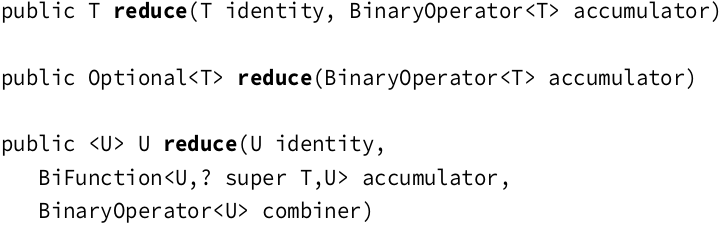 public T reduce(T identity, BinaryOperator<T> accumulator)
public Optional<T> reduce(BinaryOperator<T> accumulator)
public <U> U reduce(U identity,
BiFunction<U,? super T,U> accumulator,
BinaryOperator<U> combiner)